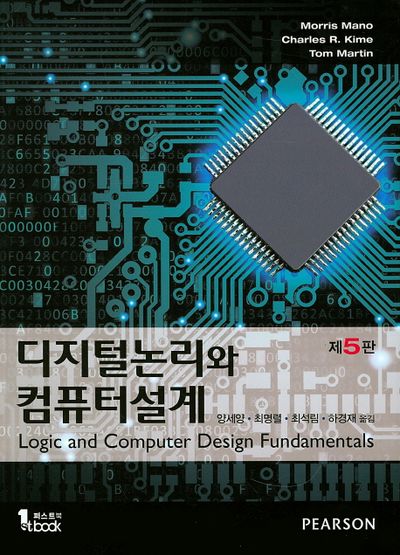 Morris Mano
Charles R. Kime
Tom Martin
디지털논리와
컴퓨터설계
제5판
양세양 · 최명렬 · 최석림 · 하경재 옮김
Logic and Computer Design Fundamentals
1st book
퍼스트북
PEARSON